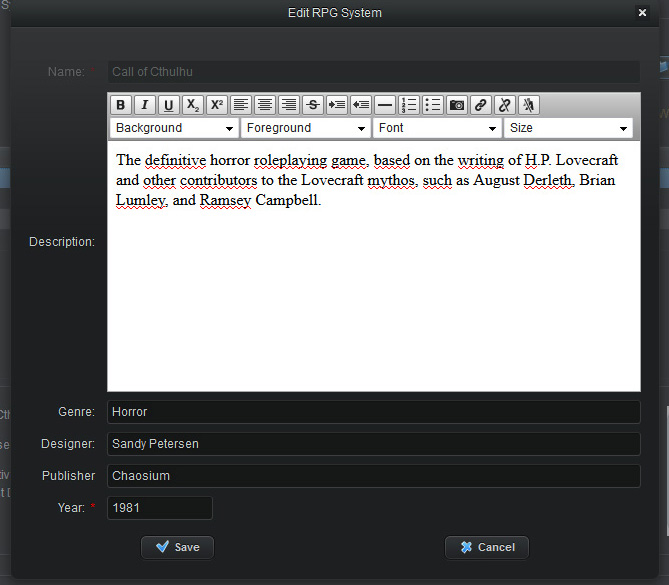 Edit RPG System
Name: Call of Cthulhu
B I U X₂ X² S
Background Foreground Font Size
The definitive horror roleplaying game, based on the writing of H.P. Lovecraft
and other contributors to the Lovecraft mythos, such as August Derleth, Brian
Lumley, and Ramsey Campbell.
Description:
Genre: Horror
Designer: Sandy Petersen
Publisher Chaosium
Year: * 1981
Save Cancel